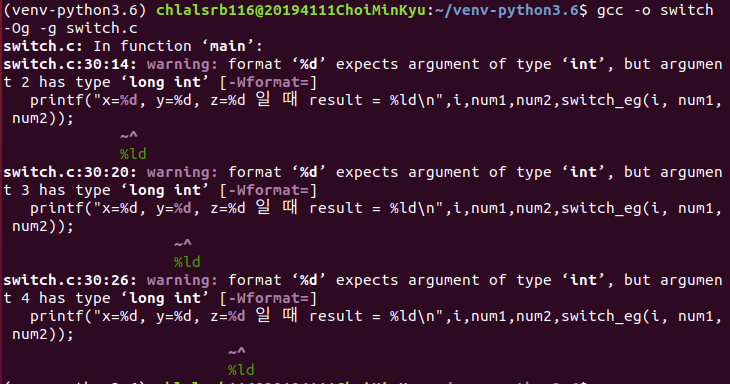 (venv-python3.6) chlalsrb116@20194111ChoiMinKyu:~/venv-python3.6$ gcc -o switch
-Og -g switch.c
switch.c: In function ‘main’:
switch.c:30:14: warning: format ‘%d’ expects argument of type ‘int’, but argumen
t 2 has type ‘long int’ [-Wformat=]
printf("x=%d, y=%d, z=%d 일 때 result = %ld\n",i,num1,num2,switch_eg(i, num1,
num2));
~^
%ld
switch.c:30:20: warning: format ‘%d’ expects argument of type ‘int’, but argumen
t 3 has type ‘long int’ [-Wformat=]
printf("x=%d, y=%d, z=%d 일 때 result = %ld\n",i,num1,num2,switch_eg(i, num1,
num2));
~^
%ld
switch.c:30:26: warning: format ‘%d’ expects argument of type ‘int’, but argumen
t 4 has type ‘long int’ [-Wformat=]
printf("x=%d, y=%d, z=%d 일 때 result = %ld\n",i,num1,num2,switch_eg(i, num1,
num2));
~^
%ld